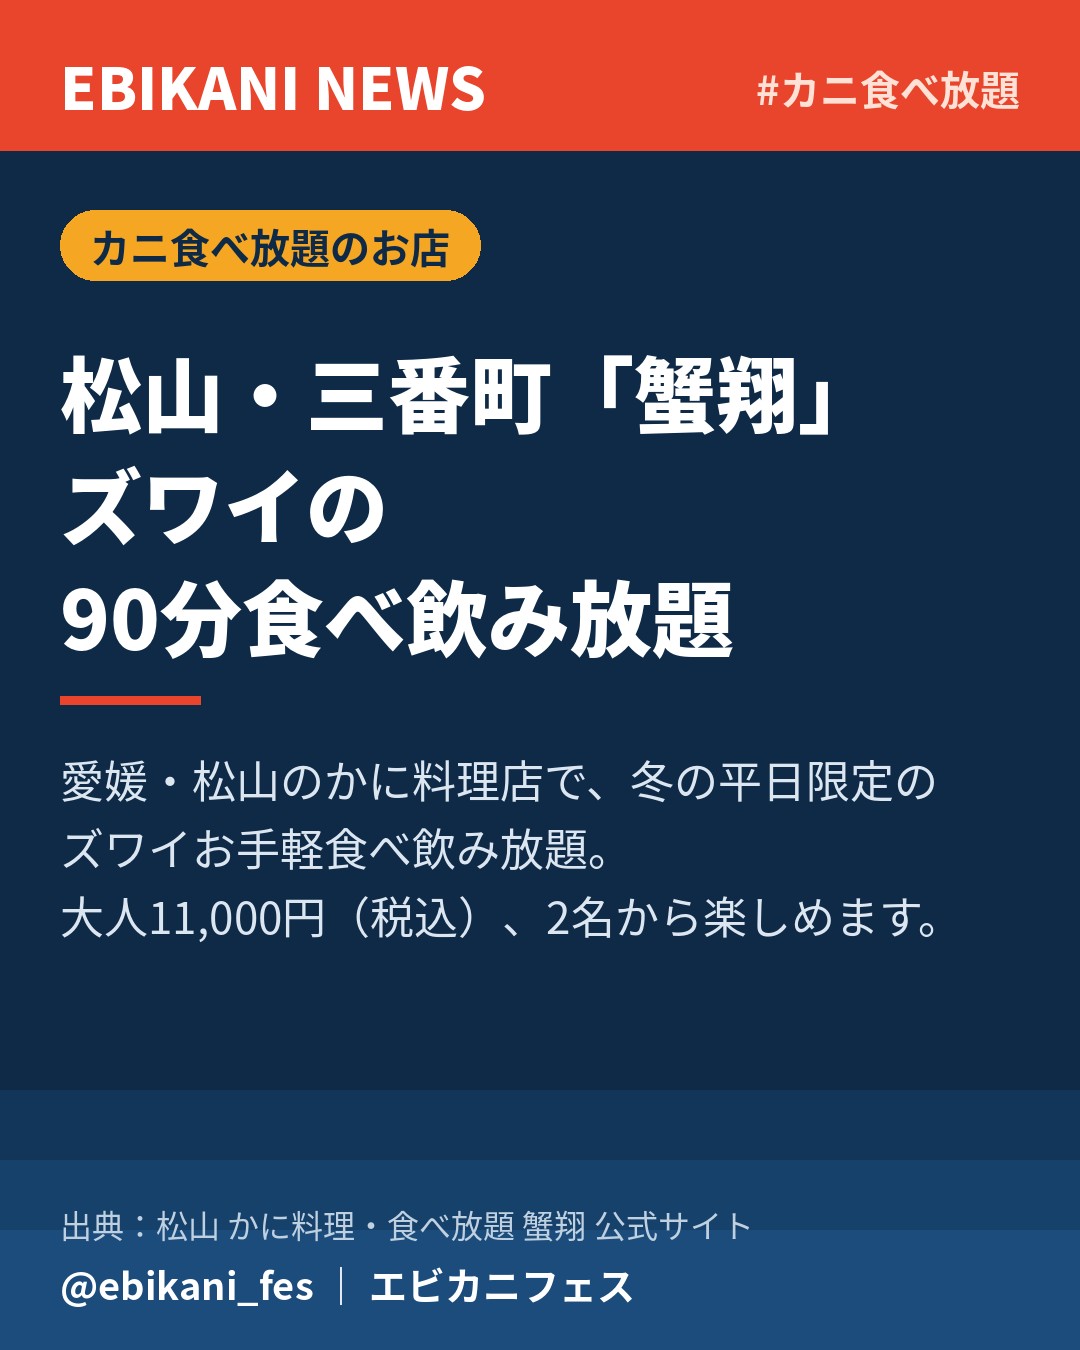 EBIKANI NEWS
#カニ食べ放題
カニ食べ放題のお店
松山・三番町「蟹翔」
ズワイの
90分食べ飲み放題
愛媛・松山のかに料理店で、冬の平日限定の
ズワイお手軽食べ飲み放題。
大人11,000円（税込）、2名から楽しめます。
出典：松山 かに料理・食べ放題 蟹翔 公式サイト
@ebikani_fes ｜ エビカニフェス